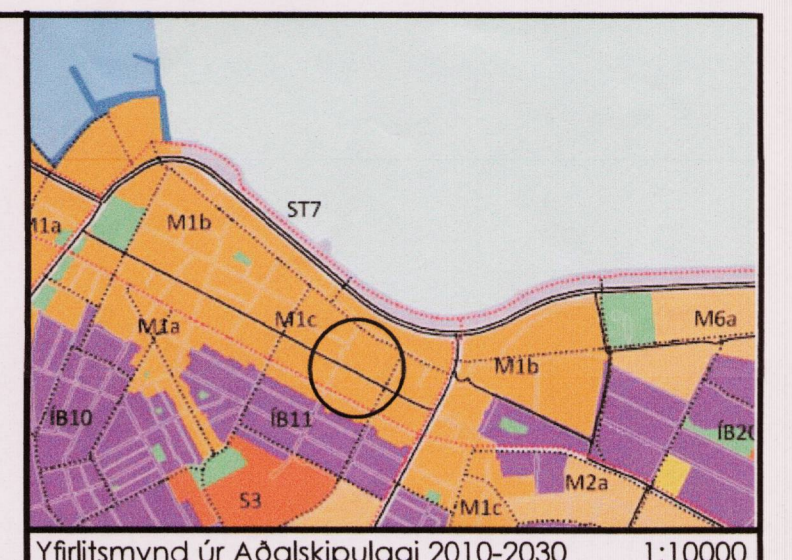 ST7
M1b
M1a
M1c
M6a
M1a
M1b
ÍB10
ÍB11
S3
M2a
M1c
Yfirlitsmynd úr Aðalskipulagi 2010-2030 1:10000